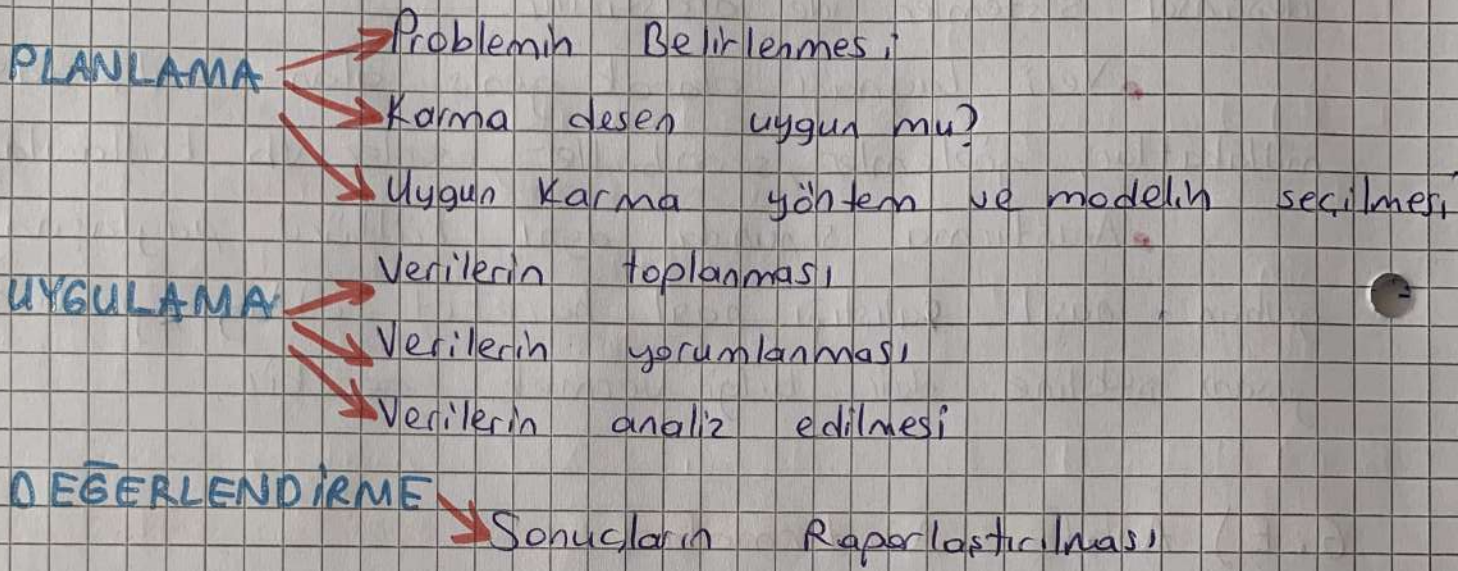 Problemin Belirlenmesi
PLANLAMA
Karma desen uygun mu?
Uygun Karma yöntem ve modelin seçilmesi
Verilerin toplanması
UYGULAMA
Verilerin yorumlanması
Verilerin analiz edilmesi
DEĞERLENDİRME
Sonuçların Raporlaştırılması